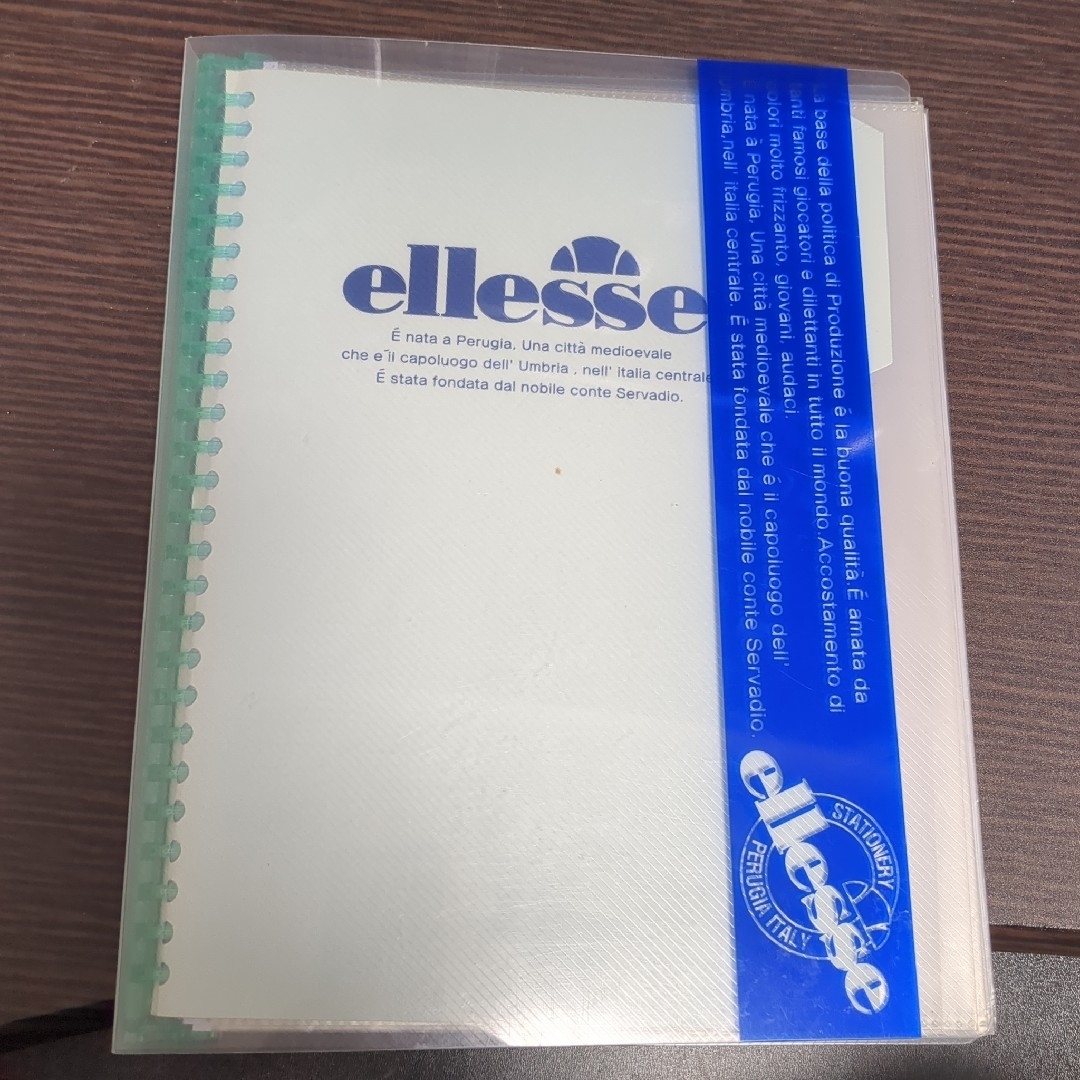 ellesse
É nata a Perugia, Una città medioevale
che e il capoluogo dell' Umbria , nell' italia centrale
É stata fondata dal nobile conte Servadio.
base della politica di Produzione é la buona qualità.É amata da
famosi giocatori e dilettanti in tutto il mondo.Accostamento di
colori molto frizzanto, giovani, audaci.
nata à Perugia, Una città medioevale che é il capoluogo dell'
Umbria,nell' italia centrale. É stata fondata dal nobile conte Servadio.
ellesse
STATIONERY
PERUGIA ITALY